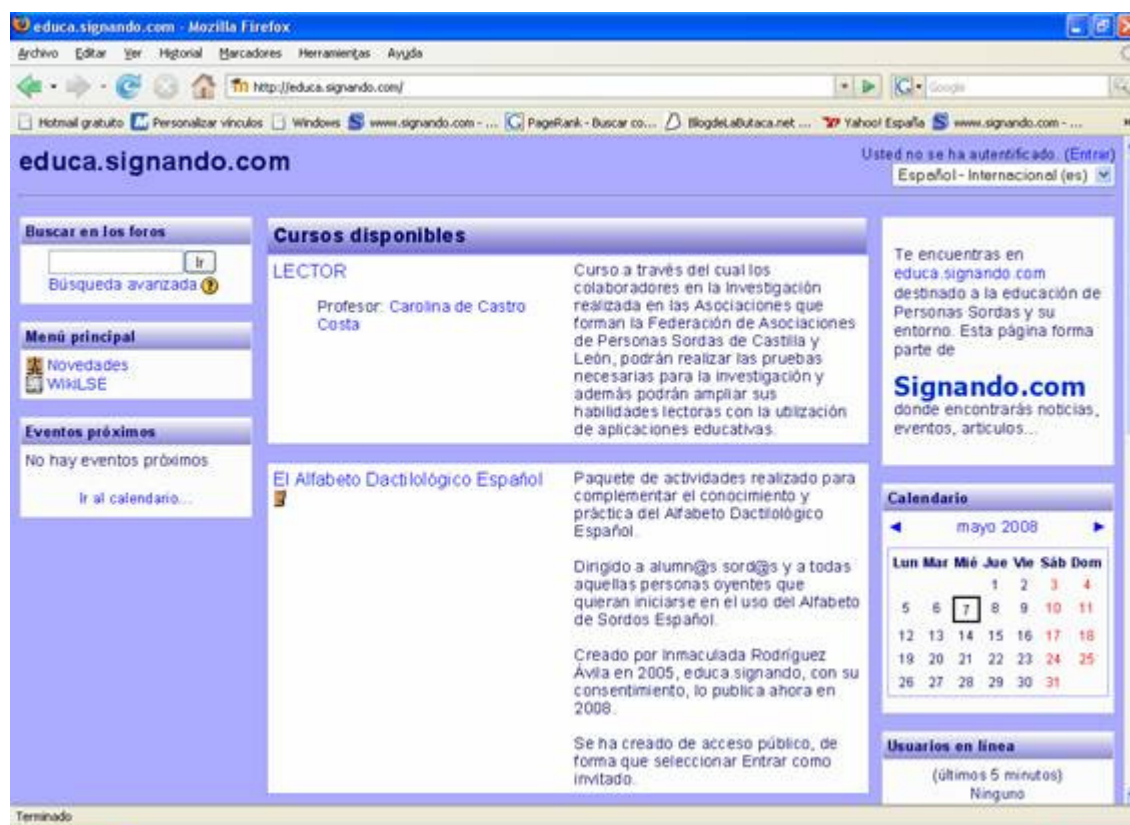 educa.signando.com - Mozilla Firefox
Archivo Editar Ver Historial Marcadores Herramientas Ayuda
http://educa.signando.com/
Google
Hotmail gratuito Personalizar vínculos Windows www.signando.com - ... PageRank - Buscar co... BlogdeLaButaca.net ... Yahoo! España www.signando.com - ...
educa.signando.com
Usted no se ha autentificado. (Entrar)
Español - Internacional (es)
Buscar en los foros
Ir
Búsqueda avanzada
Menú principal
Novedades
WikiLSE
Eventos próximos
No hay eventos próximos
Ir al calendario...
Cursos disponibles
LECTOR
Profesor: Carolina de Castro
Costa
Curso a través del cual los
colaboradores en la Investigación
realizada en las Asociaciones que
forman la Federación de Asociaciones
de Personas Sordas de Castilla y
León, podrán realizar las pruebas
necesarias para la investigación y
además podrán ampliar sus
habilidades lectoras con la utilización
de aplicaciones educativas.
El Alfabeto Dactilológico Español
Paquete de actividades realizado para
complementar el conocimiento y
práctica del Alfabeto Dactilológico
Español.
Dirigido a alumn@s sord@s y a todas
aquellas personas oyentes que
quieran iniciarse en el uso del Alfabeto
de Sordos Español.
Creado por Inmaculada Rodríguez
Ávila en 2005, educa.signando, con su
consentimiento, lo publica ahora en
2008.
Se ha creado de acceso público, de
forma que seleccionar Entrar como
invitado.
Te encuentras en
educa.signando.com
destinado a la educación de
Personas Sordas y su
entorno. Esta página forma
parte de
Signando.com
donde encontrarás noticias,
eventos, artículos...
Calendario
mayo 2008
Lun Mar Mié Jue Vie Sáb Dom
1 2 3 4
5 6 7 8 9 10 11
12 13 14 15 16 17 18
19 20 21 22 23 24 25
26 27 28 29 30 31
Usuarios en línea
(últimos 5 minutos)
Ninguno
Terminado